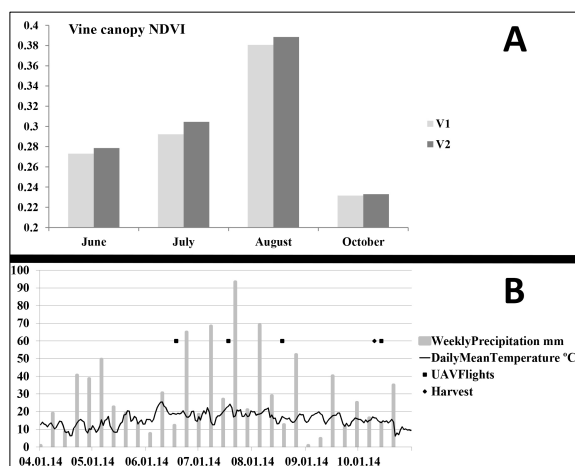 Vine canopy NDVI
A
0.4
0.38
0.36
0.34
0.32
0.3
0.28
0.26
0.24
0.22
0.2
June July August October
V1
V2
B
100
90
80
70
60
50
40
30
20
10
0
04.01.14 05.01.14 06.01.14 07.01.14 08.01.14 09.01.14 10.01.14
WeeklyPrecipitation mm
DailyMeanTemperature ºC
UAVFlights
Harvest